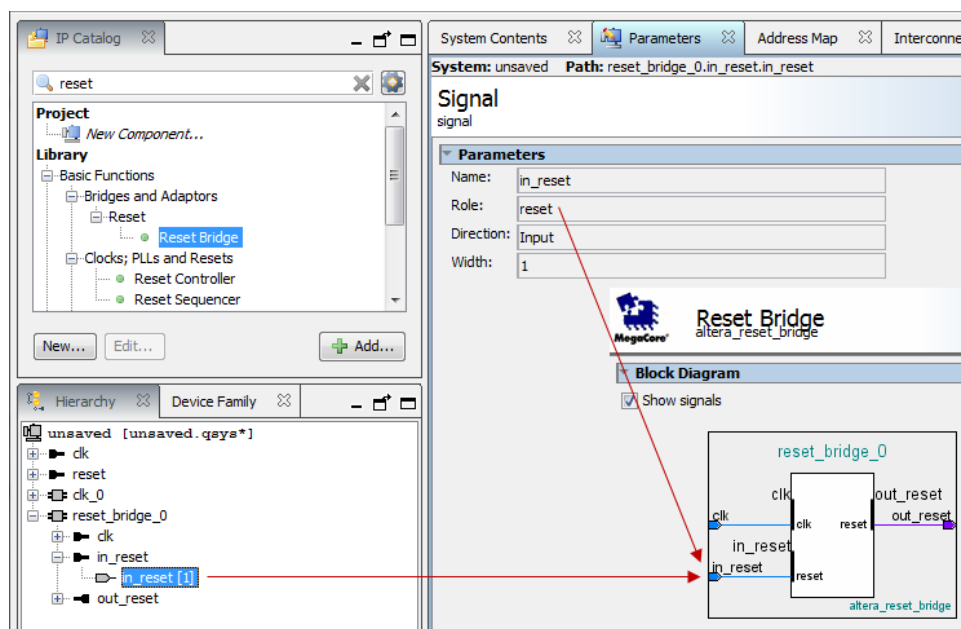 IP Catalog
reset
Project
New Component...
Library
Basic Functions
Bridges and Adaptors
Reset
Reset Bridge
Clocks; PLLs and Resets
Reset Controller
Reset Sequencer
New...
Edit...
Add...
Hierarchy
Device Family
unsaved [unsaved.qsys*]
clk
reset
clk_0
reset_bridge_0
clk
in_reset
in_reset [1]
out_reset
System Contents
Parameters
Address Map
Interconne
System: unsaved Path: reset_bridge_0.in_reset.in_reset
Signal
signal
Parameters
Name: in_reset
Role: reset
Direction: Input
Width: 1
MegaCore®
Reset Bridge
altera_reset_bridge
Block Diagram
Show signals
reset_bridge_0
clk
out_reset
clk
out_reset
clk
reset
in_reset
in_reset
reset
altera_reset_bridge